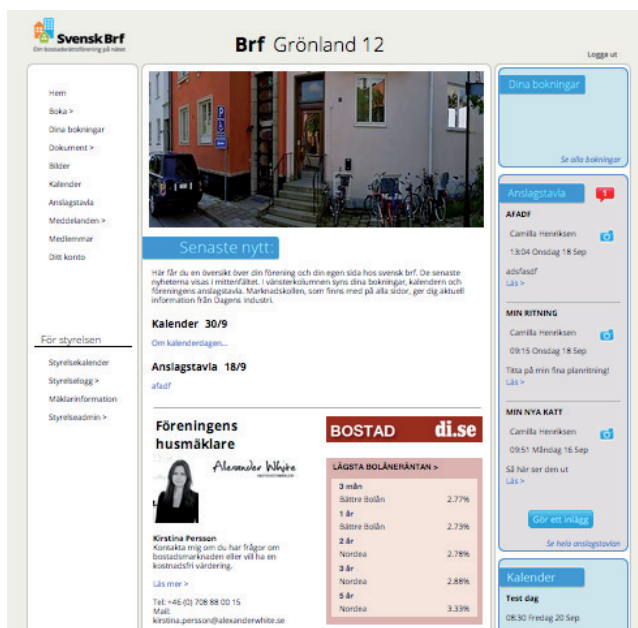 Svensk Brf
Din bostadsrättsförening på nätet
Brf Grönland 12
Logga ut
Hem
Boka >
Dina bokningar
Dokument >
Bilder
Kalender
Anslagstavla
Meddelanden >
Medlemmar
Ditt konto
För styrelsen
Styrelsekalender
Styrelselogg >
Mäklarinformation
Styrelseadmin >
Senaste nytt:
Här får du en översikt över din förening och din egen sida hos svensk brf. De senaste
nyheterna visas i mittenfältet. I vänsterkolumnen syns dina bokningar, kalendern och
föreningens anslagstavla. Marknadskollen, som finns med på alla sidor, ger dig aktuell
information från Dagens Industri.
Kalender 30/9
Om kalenderdagen...
Anslagstavla 18/9
afadf
Föreningens
husmäklare
Alexander White
Kirstina Persson
Kontakta mig om du har frågor om
bostadsmarknaden eller vill ha en
kostnadsfri värdering.
Läs mer >
Tel: +46 (0) 708 88 00 15
Mail:
kirstina.persson@alexanderwhite.se
BOSTAD di.se
LÄGSTA BOLÅNERÄNTAN >
3 mån
Bättre Bolån 2.77%
1 år
Bättre Bolån 2.73%
2 år
Nordea 2.78%
3 år
Nordea 2.88%
5 år
Nordea 3.33%
Dina bokningar
Se alla bokningar
Anslagstavla
1
AFADF
Camilla Henriksen
13:04 Onsdag 18 Sep
adsfasdf
Läs >
MIN RITNING
Camilla Henriksen
09:15 Onsdag 18 Sep
Titta på min fina planritning!
Läs >
MIN NYA KATT
Camilla Henriksen
09:51 Måndag 16 Sep
Så här ser den ut
Läs >
Gör ett inlägg
Se hela anslagstavlan
Kalender
Test dag
08:30 Fredag 20 Sep